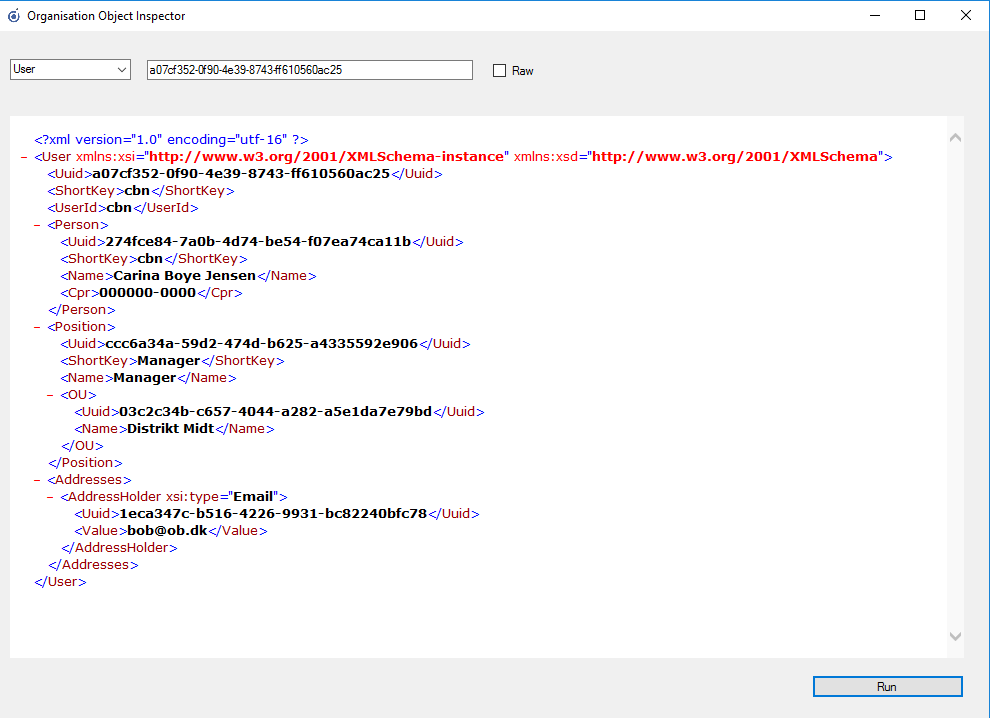 Organisation Object Inspector
User a07cf352-0f90-4e39-8743-ff610560ac25 Raw
<?xml version="1.0" encoding="utf-16" ?>
- <User xmlns:xsi="http://www.w3.org/2001/XMLSchema-instance" xmlns:xsd="http://www.w3.org/2001/XMLSchema">
<Uuid>a07cf352-0f90-4e39-8743-ff610560ac25</Uuid>
<ShortKey>cbn</ShortKey>
<UserId>cbn</UserId>
- <Person>
<Uuid>274fce84-7a0b-4d74-be54-f07ea74ca11b</Uuid>
<ShortKey>cbn</ShortKey>
<Name>Carina Boye Jensen</Name>
<Cpr>000000-0000</Cpr>
</Person>
- <Position>
<Uuid>ccc6a34a-59d2-474d-b625-a4335592e906</Uuid>
<ShortKey>Manager</ShortKey>
<Name>Manager</Name>
- <OU>
<Uuid>03c2c34b-c657-4044-a282-a5e1da7e79bd</Uuid>
<Name>Distrikt Midt</Name>
</OU>
</Position>
- <Addresses>
- <AddressHolder xsi:type="Email">
<Uuid>1eca347c-b516-4226-9931-bc82240bfc78</Uuid>
<Value>bob@ob.dk</Value>
</AddressHolder>
</Addresses>
</User>
Run